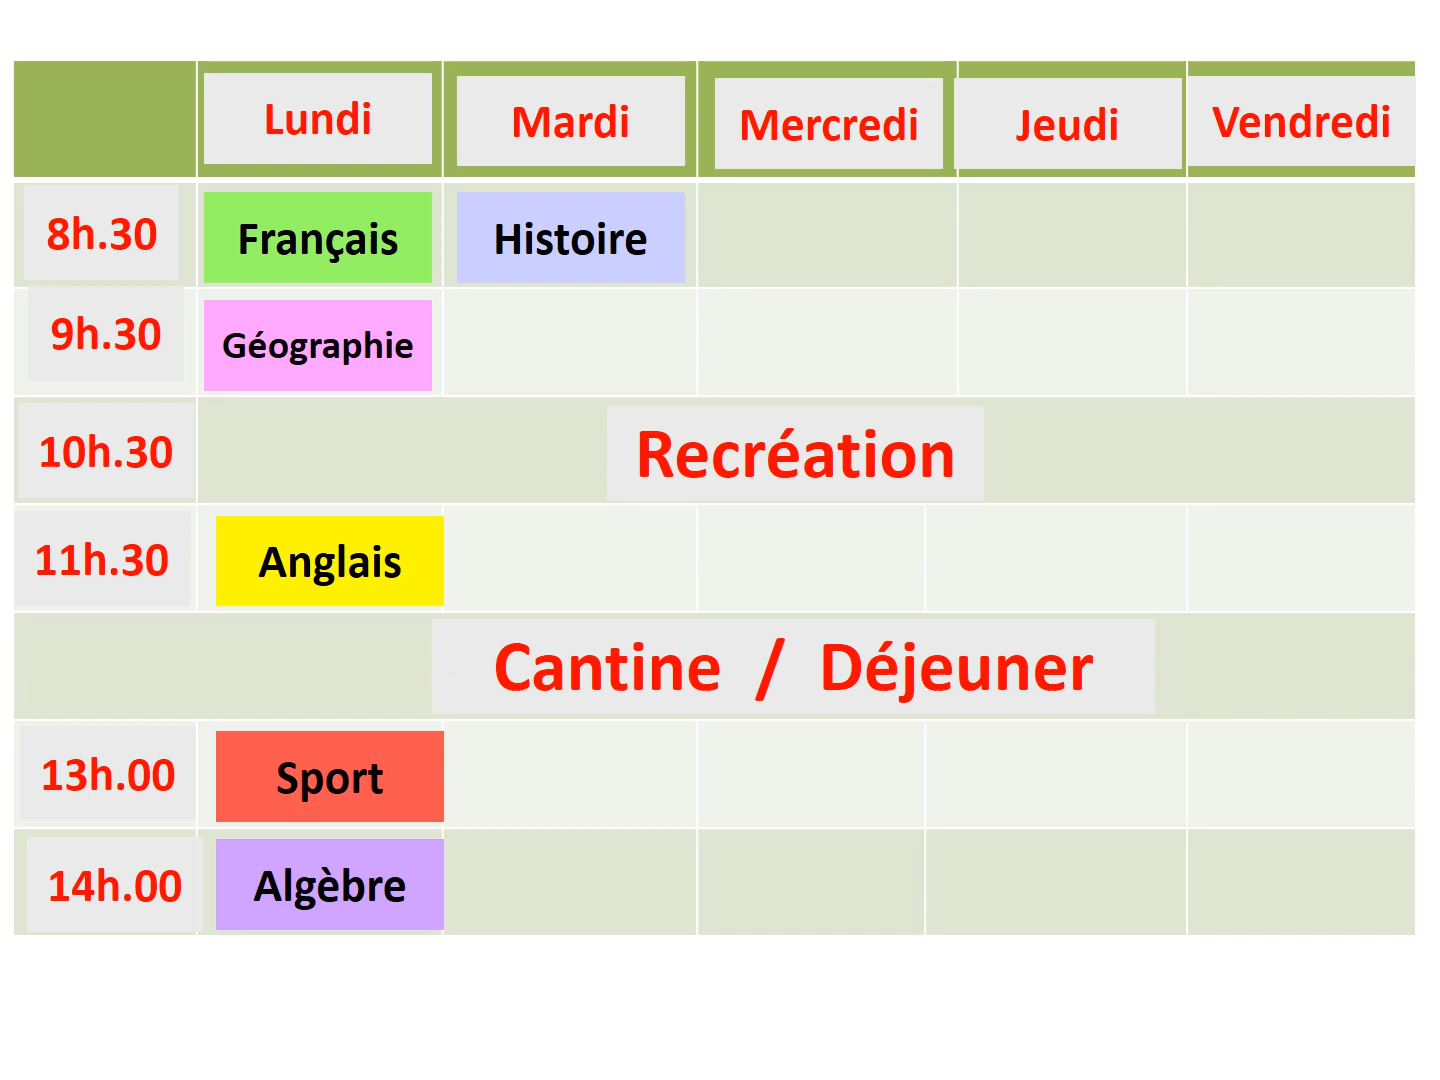 Lundi Mardi Mercredi Jeudi Vendredi
8h.30 Français Histoire
9h.30 Géographie
10h.30 Recréation
11h.30 Anglais
Cantine / Déjeuner
13h.00 Sport
14h.00 Algèbre